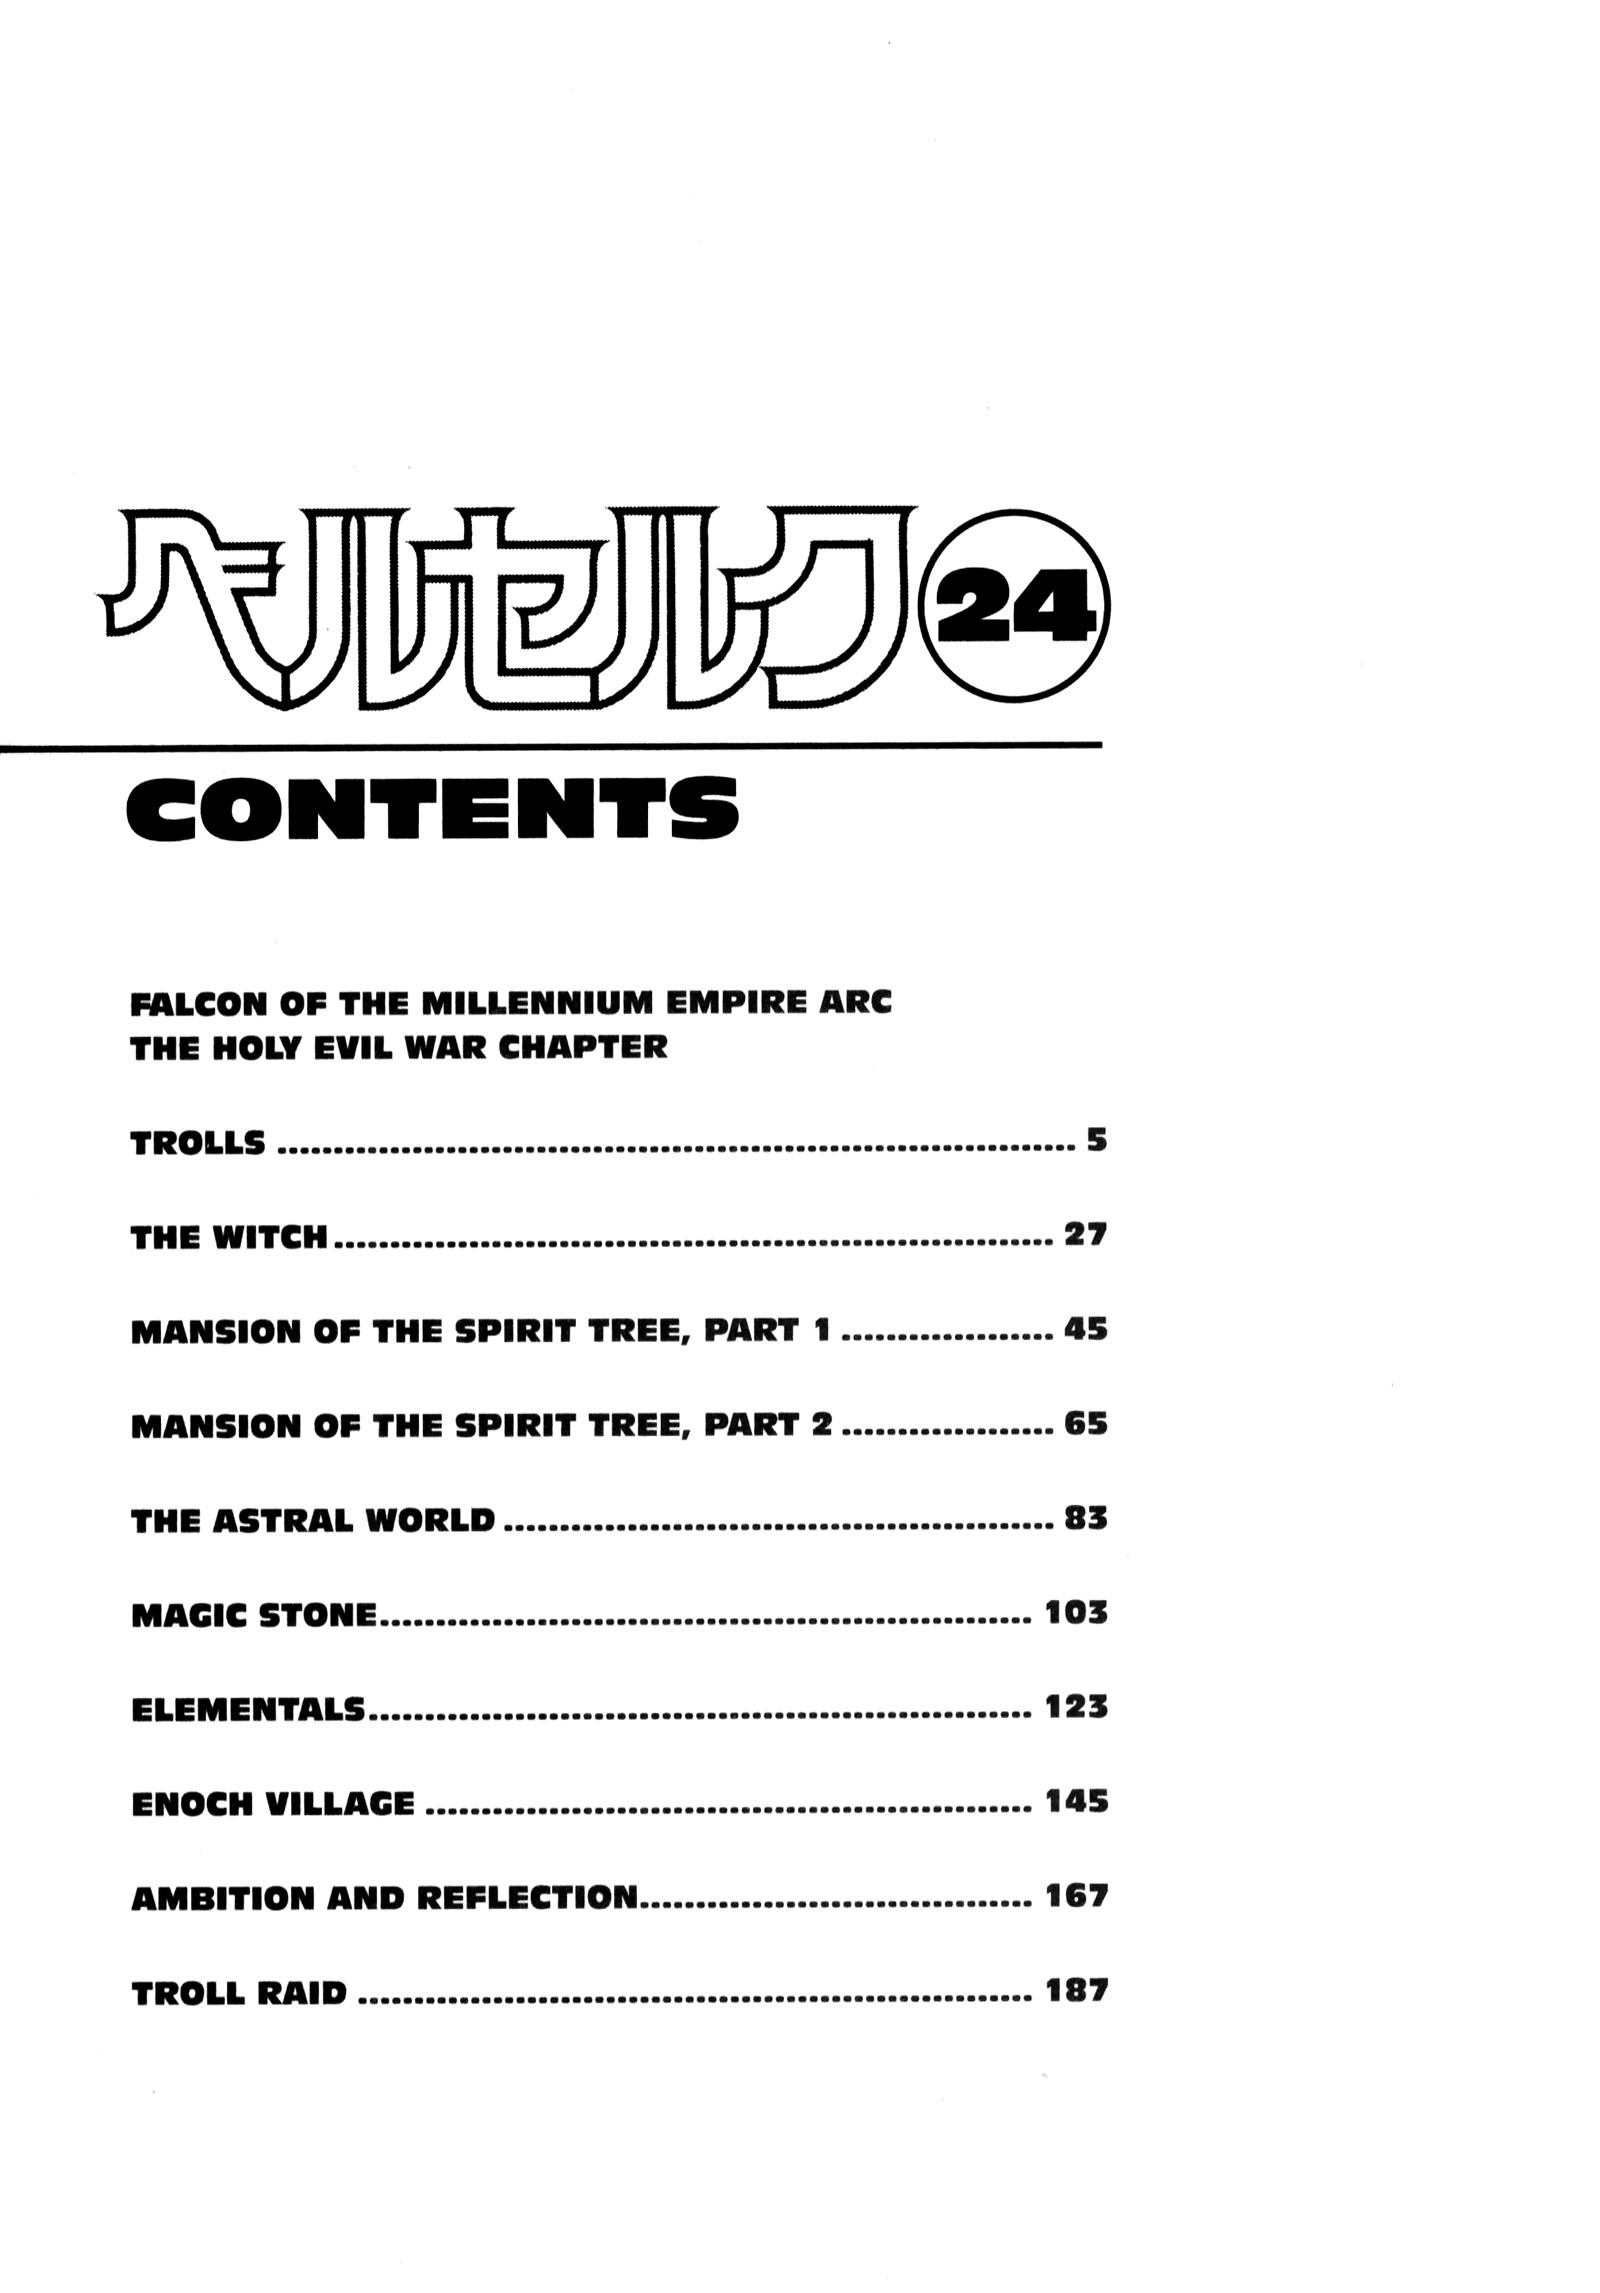 ベルセルク 24
CONTENTS
FALCON OF THE MILLENNIUM EMPIRE ARC
THE HOLY EVIL WAR CHAPTER
TROLLS ........................................................................ 5
THE WITCH ................................................................ 27
MANSION OF THE SPIRIT TREE, PART 1 ................... 45
MANSION OF THE SPIRIT TREE, PART 2 ................... 65
THE ASTRAL WORLD ................................................. 83
MAGIC STONE .......................................................... 103
ELEMENTALS ........................................................... 123
ENOCH VILLAGE ...................................................... 145
AMBITION AND REFLECTION ................................... 167
TROLL RAID ............................................................ 187